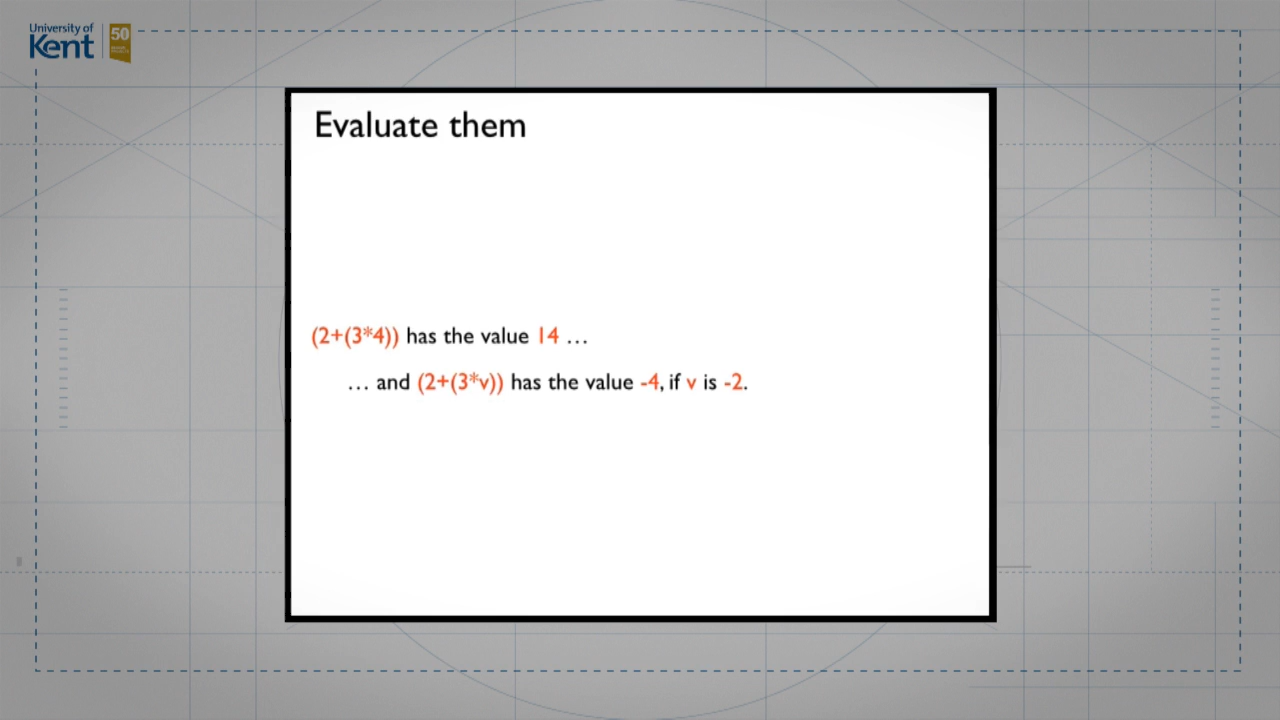 University of
Kent
50
Evaluate them
(2+(3*4)) has the value 14 …
… and (2+(3*v)) has the value -4, if v is -2.